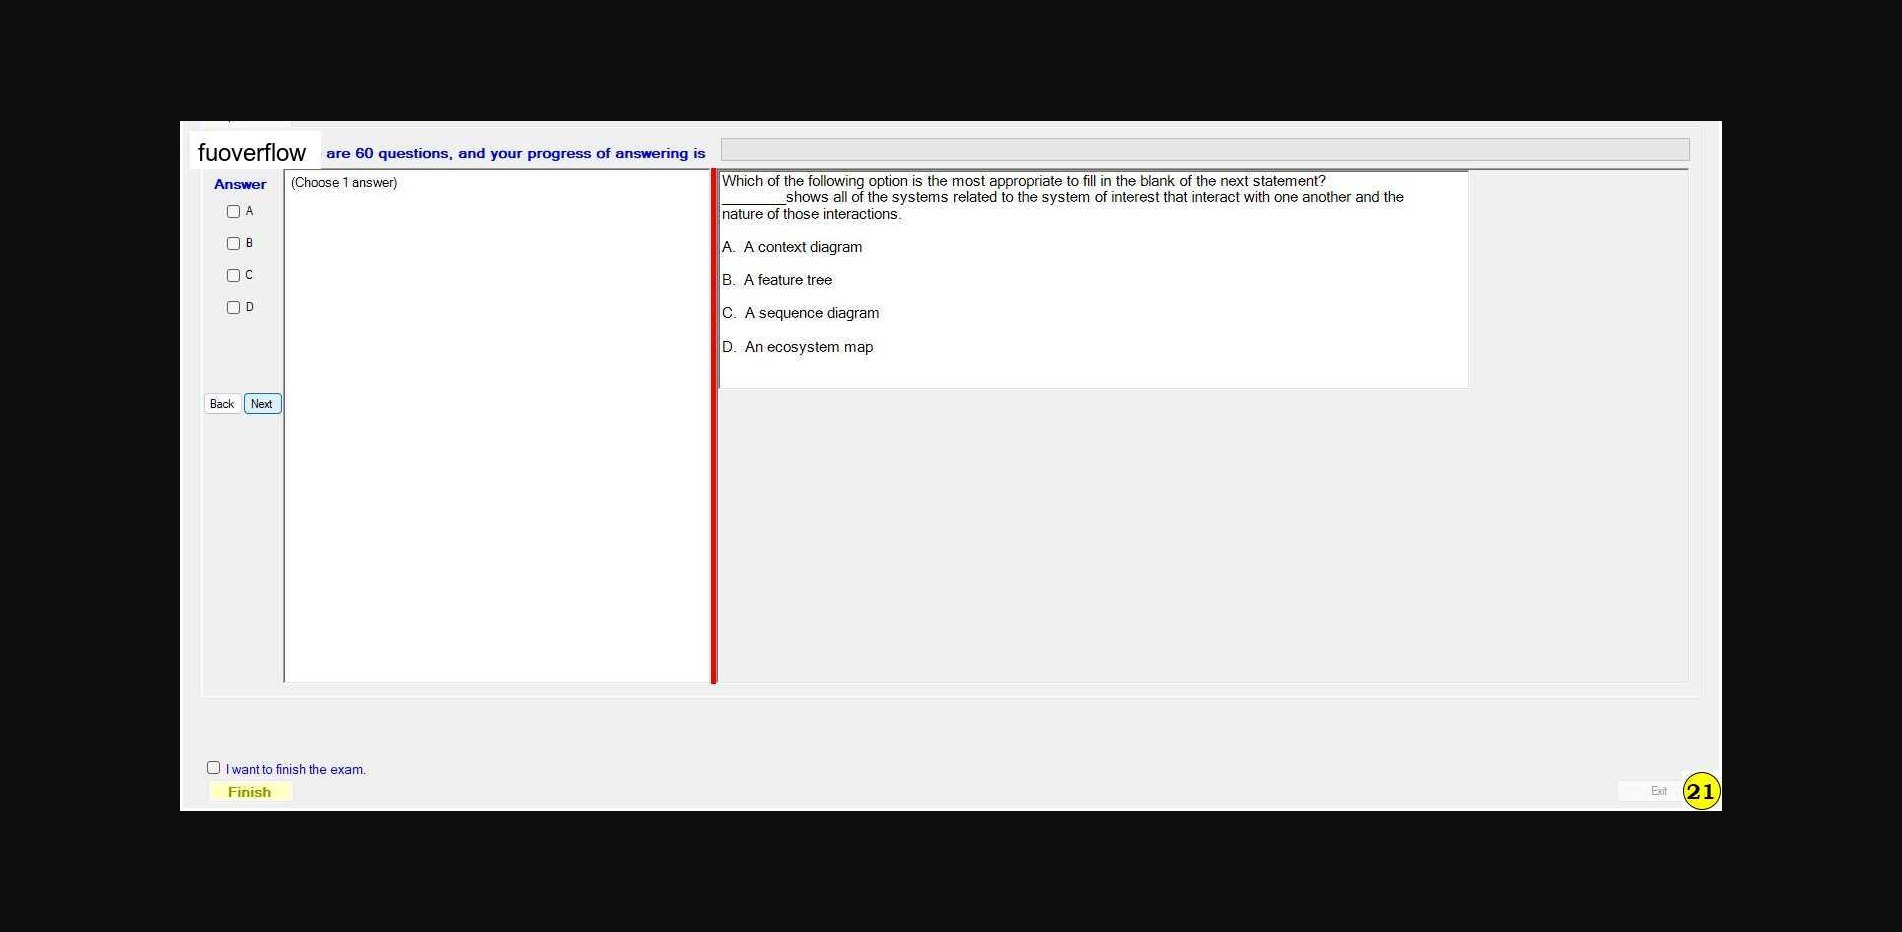 fuoverflow are 60 questions, and your progress of answering is
Answer
A
B
C
D
Back Next
(Choose 1 answer)
Which of the following option is the most appropriate to fill in the blank of the next statement?
________shows all of the systems related to the system of interest that interact with one another and the
nature of those interactions.
A. A context diagram
B. A feature tree
C. A sequence diagram
D. An ecosystem map
I want to finish the exam.
Finish
Exit
21